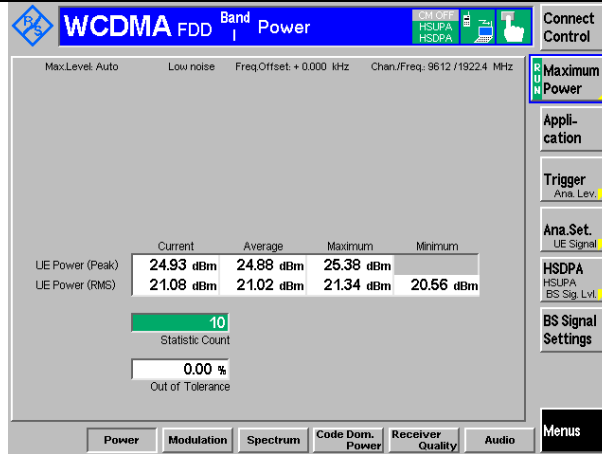 R&S WCDMA FDD Band I Power
CM OFF
HSUPA
HSDPA
Connect
Control
Max.Level: Auto Low noise Freq.Offset: + 0.000 kHz Chan./Freq.: 9612 /1922.4 MHz
RUN
Maximum
Power
Appli-
cation
Trigger
Ana. Lev.
Ana.Set.
UE Signal
HSDPA
HSUPA
BS Sig. Lvl.
BS Signal
Settings
Current Average Maximum Minimum
UE Power (Peak) 24.93 dBm 24.88 dBm 25.38 dBm
UE Power (RMS) 21.08 dBm 21.02 dBm 21.34 dBm 20.56 dBm
10
Statistic Count
0.00 %
Out of Tolerance
Power Modulation Spectrum Code Dom. Power Receiver Quality Audio
Menus